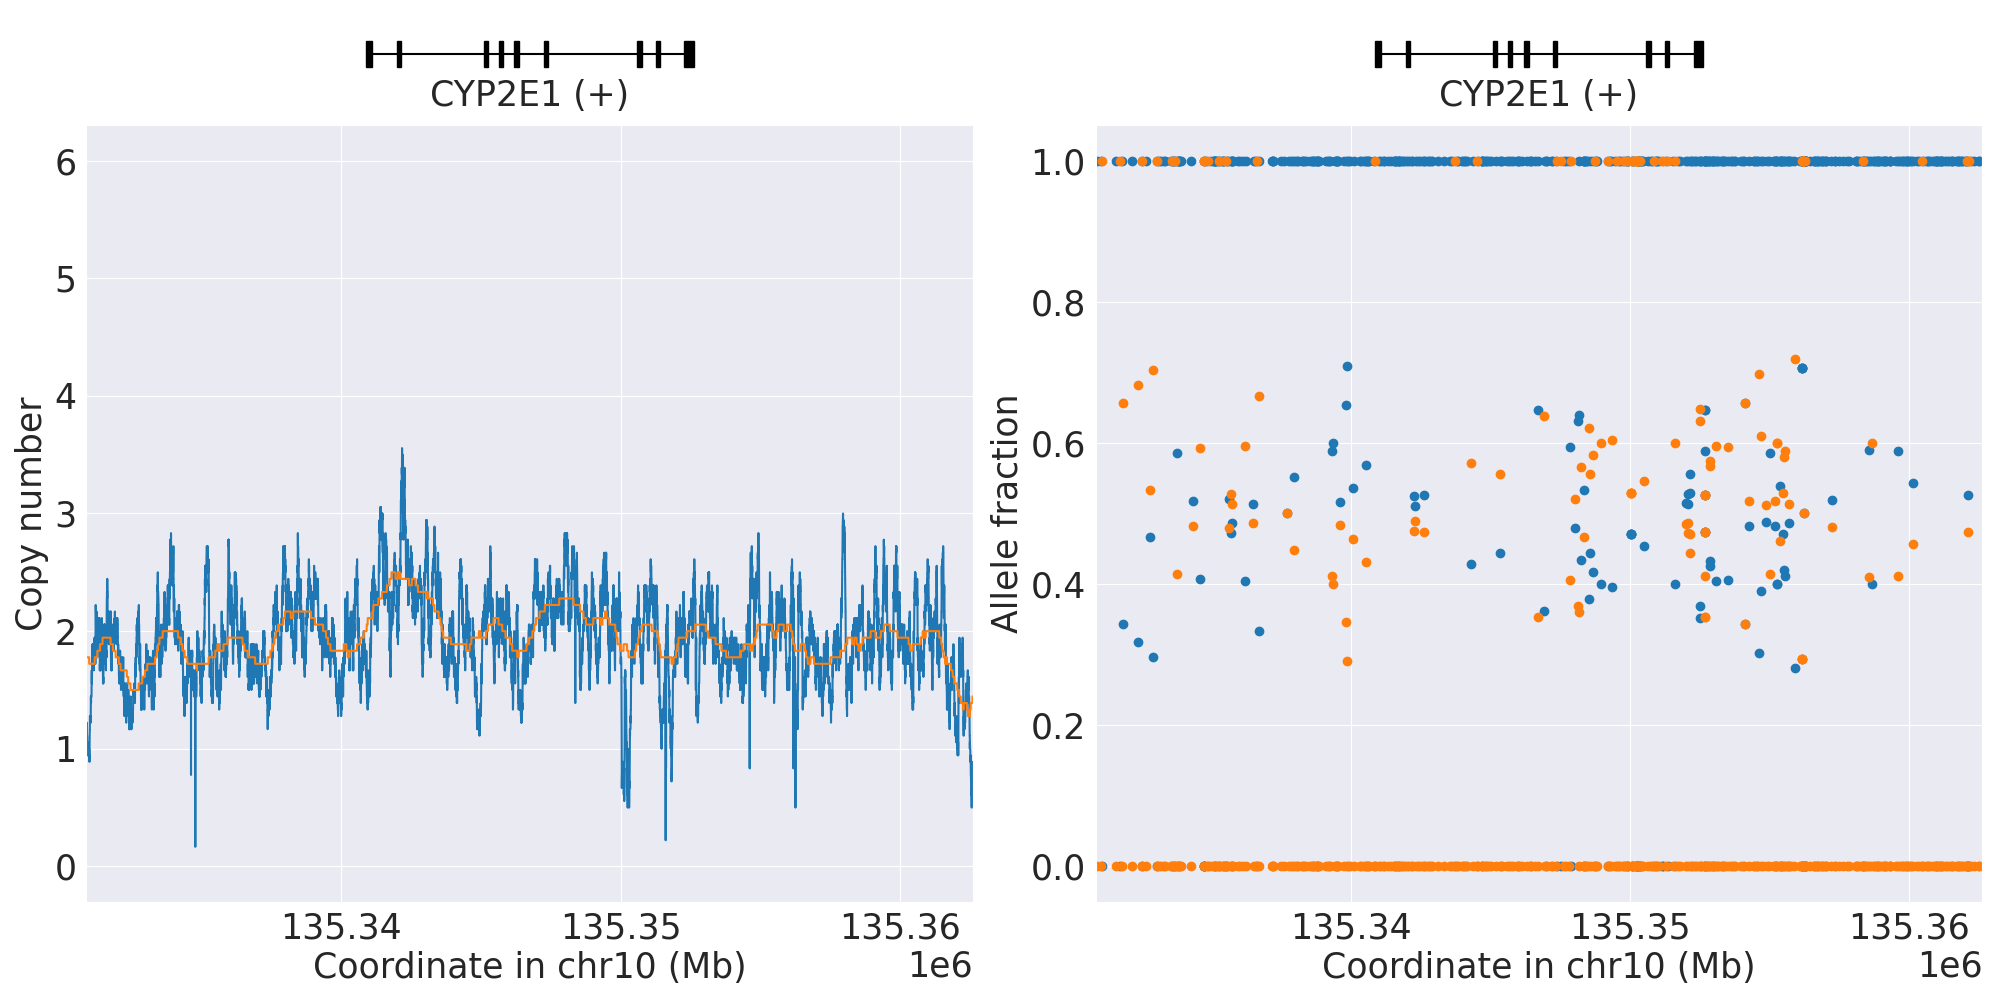 CYP2E1 (+)
6
5
4
3
2
1
0
Copy number
135.34 135.35 135.36
Coordinate in chr10 (Mb)
1e6
CYP2E1 (+)
1.0
0.8
0.6
0.4
0.2
0.0
Allele fraction
135.34 135.35 135.36
Coordinate in chr10 (Mb)
1e6